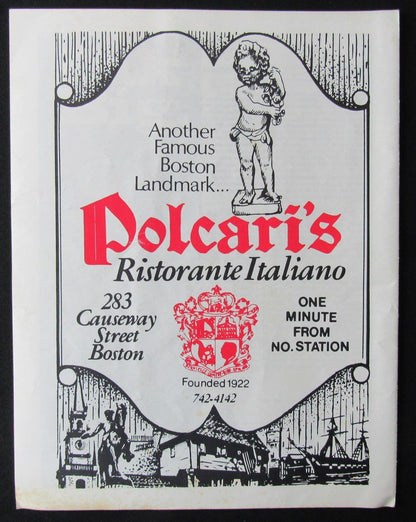 Another
Famous
Boston
Landmark...
Polcari's
Ristorante Italiano
283
Causeway
Street
Boston
ONE
MINUTE
FROM
NO. STATION
Founded 1922
742-4142